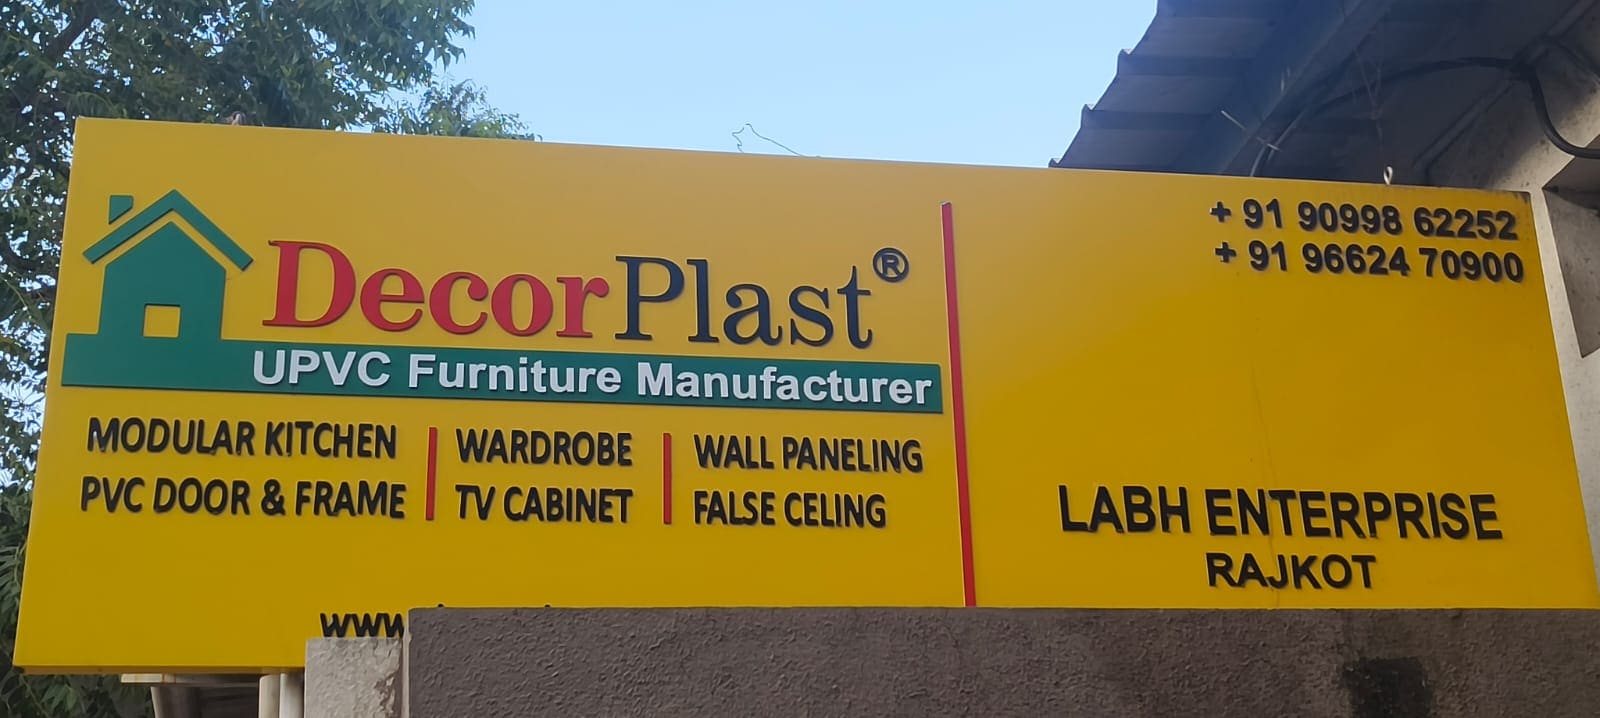 DecorPlast®
UPVC Furniture Manufacturer
MODULAR KITCHEN
PVC DOOR & FRAME
WARDROBE
TV CABINET
WALL PANELING
FALSE CELING
www.
+ 91 90998 62252
+ 91 96624 70900
LABH ENTERPRISE
RAJKOT